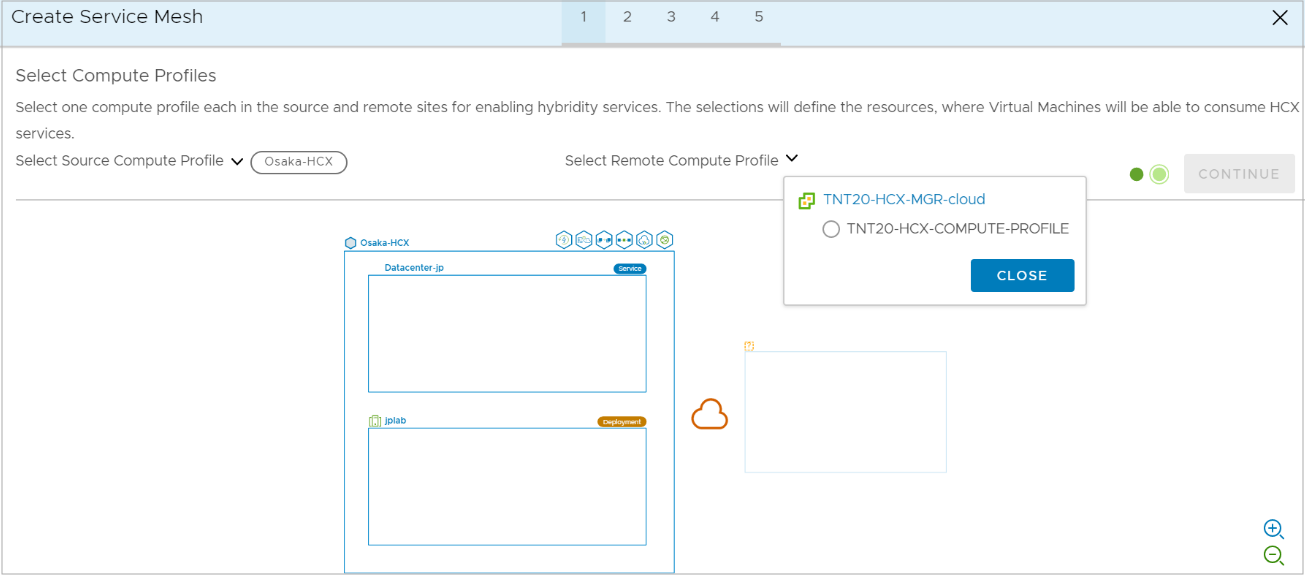 Create Service Mesh
1 2 3 4 5
Select Compute Profiles
Select one compute profile each in the source and remote sites for enabling hybridity services. The selections will define the resources, where Virtual Machines will be able to consume HCX
services.
Select Source Compute Profile
Osaka-HCX
Select Remote Compute Profile
CONTINUE
TNT20-HCX-MGR-cloud
TNT20-HCX-COMPUTE-PROFILE
CLOSE
Osaka-HCX
Datacenter-jp
Service
jplab
Deployment
?